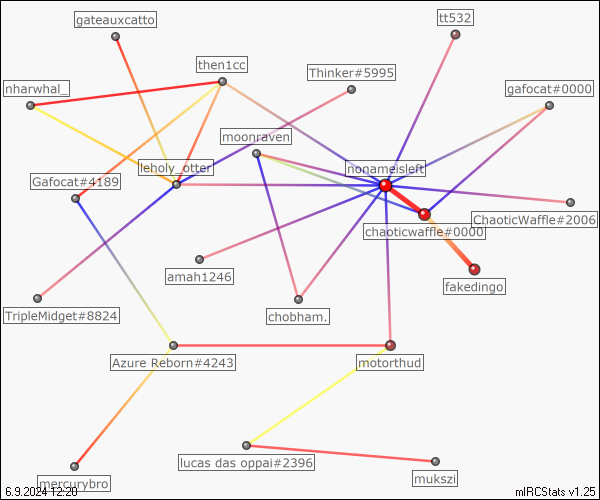 gateauxcatto
tt532
then1cc
Thinker#5995
nharwhal_
gafocat#0000
moonraven
leholy_otter
nonameisleft
Gafocat#4189
ChaoticWaffle#2006
chaoticwaffle#0000
amah1246
fakedingo
TripleMidget#8824
chobham.
Azure Reborn#4243
motorthud
lucas das oppai#2396
mukszi
mercurybro
6.9.2024 12:20
mIRCStats v1.25